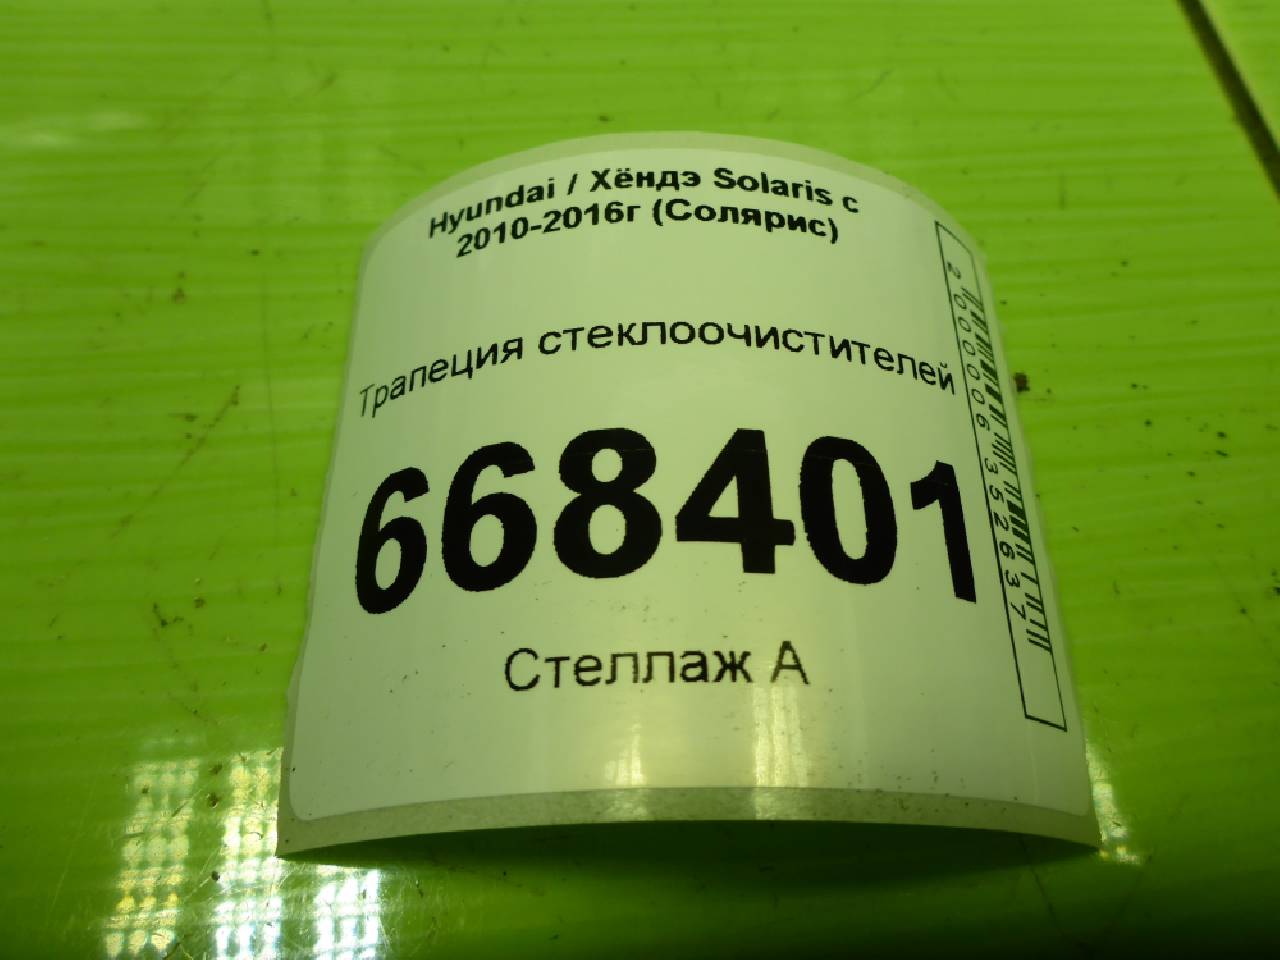 Hyundai / Хёндэ Solaris с
2010-2016г (Солярис)
Трапеция стеклоочистителей
668401
Стеллаж А
2000006352637